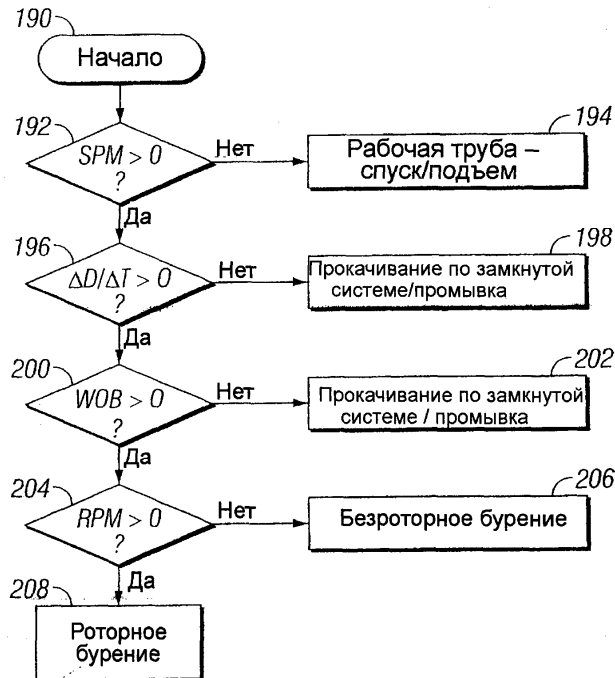 190
Начало
192
SPM > 0
?
Нет
194
Рабочая труба –
спуск/подъем
Да
196
ΔD/ΔT > 0
?
Нет
198
Прокачивание по замкнутой
системе/промывка
Да
200
WOB > 0
?
Нет
202
Прокачивание по замкнутой
системе / промывка
Да
204
RPM > 0
?
Нет
206
Безроторное бурение
Да
208
Роторное
бурение